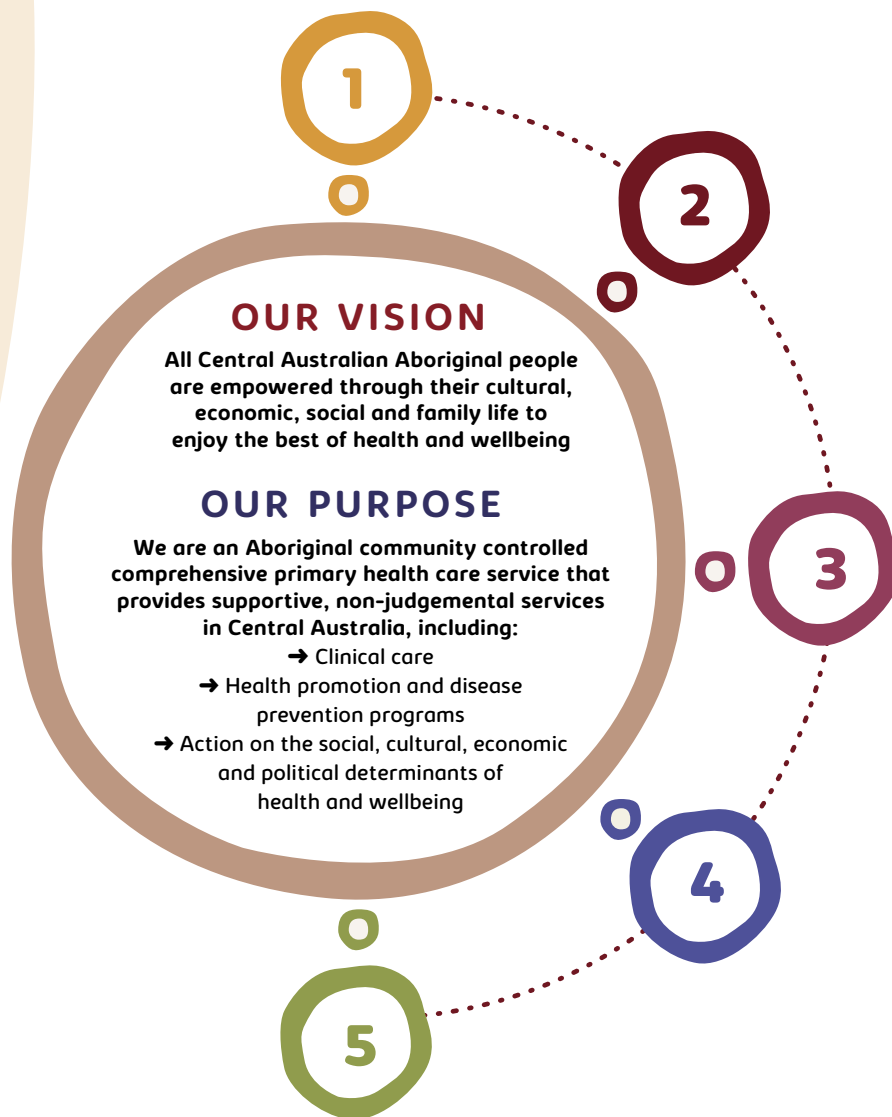 1
2
OUR VISION
All Central Australian Aboriginal people
are empowered through their cultural,
economic, social and family life to
enjoy the best of health and wellbeing
OUR PURPOSE
We are an Aboriginal community controlled
comprehensive primary health care service that
provides supportive, non-judgemental services
in Central Australia, including:
➜ Clinical care
➜ Health promotion and disease
prevention programs
➜ Action on the social, cultural, economic
and political determinants of
health and wellbeing
3
4
5